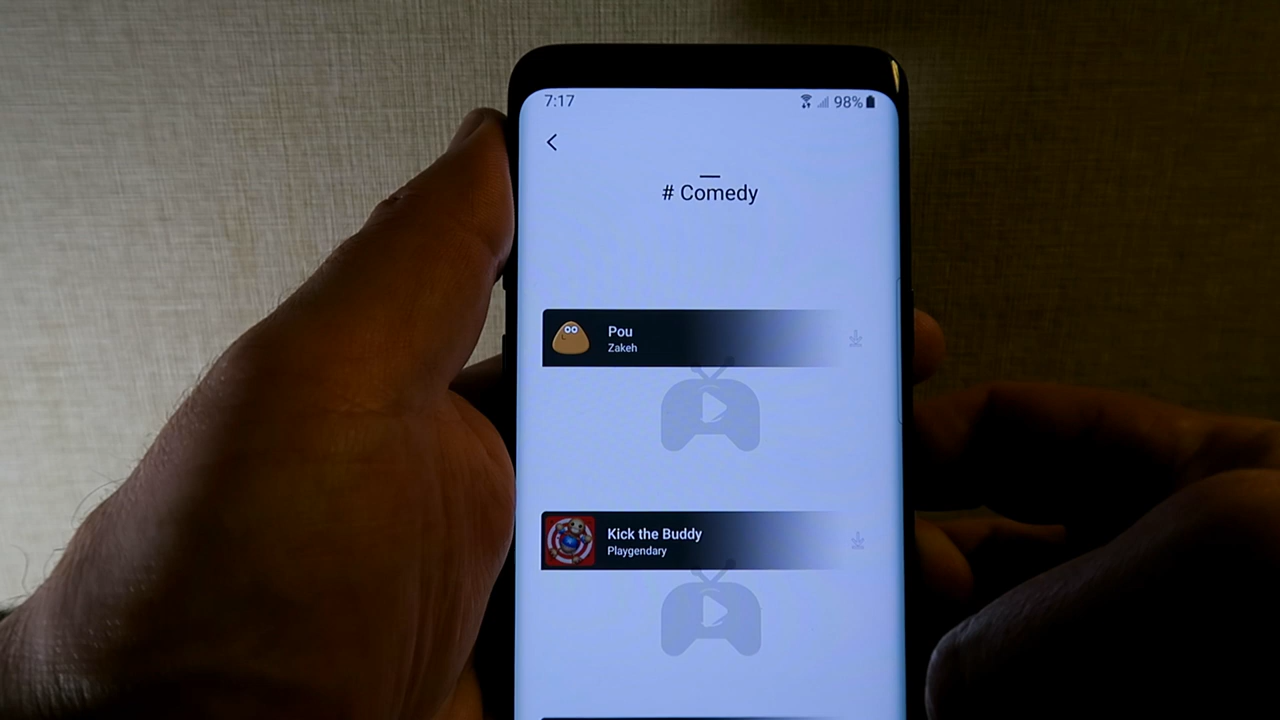 7:17
98%
# Comedy
Pou
Zakeh
Kick the Buddy
Playgendary